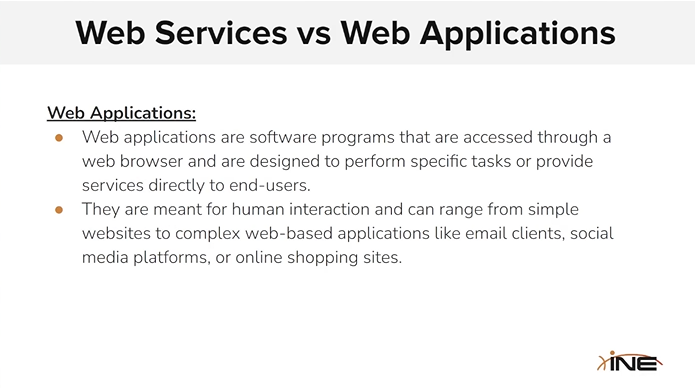 Web Services vs Web Applications
Web Applications:
● Web applications are software programs that are accessed through a
web browser and are designed to perform specific tasks or provide
services directly to end-users.
● They are meant for human interaction and can range from simple
websites to complex web-based applications like email clients, social
media platforms, or online shopping sites.
INE